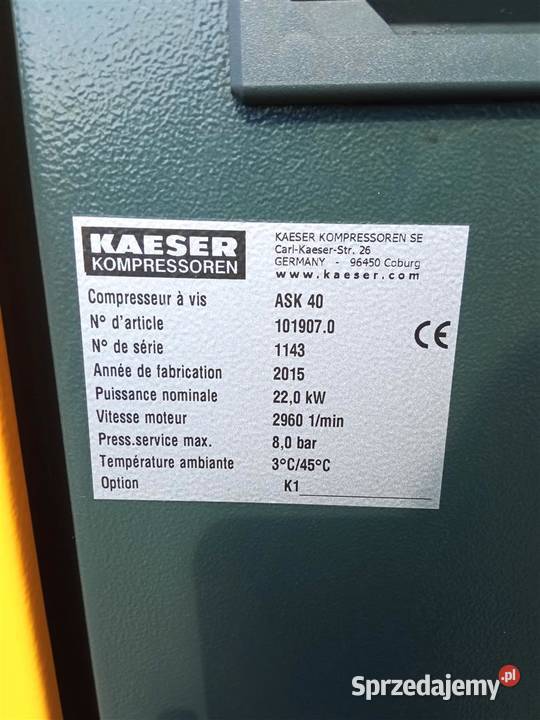 KAESER
KOMPRESSOREN
KAESER KOMPRESSOREN SE
Carl-Kaeser-Str. 26
GERMANY - 96450 Coburg
www.kaeser.com
Compresseur à vis ASK 40
N° d'article 101907.0
N° de série 1143
Année de fabrication 2015
Puissance nominale 22,0 kW
Vitesse moteur 2960 1/min
Press.service max. 8,0 bar
Température ambiante 3°C/45°C
Option K1
CE
Sprzedajemy.pl